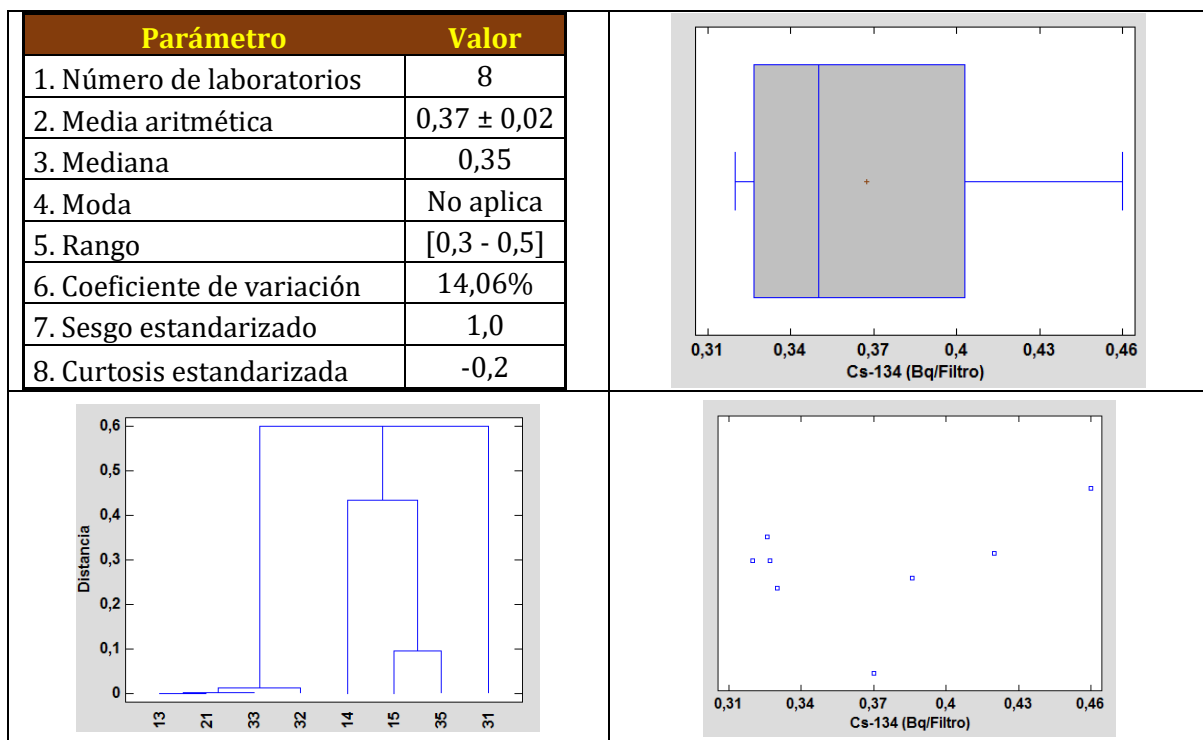 Parámetro Valor
1. Número de laboratorios 8
2. Media aritmética 0,37 ± 0,02
3. Mediana 0,35
4. Moda No aplica
5. Rango [0,3 - 0,5]
6. Coeficiente de variación 14,06%
7. Sesgo estandarizado 1,0
8. Curtosis estandarizada -0,2
0,31 0,34 0,37 0,4 0,43 0,46
Cs-134 (Bq/Filtro)
Distancia
0,6
0,5
0,4
0,3
0,2
0,1
0
13 21 33 32 14 15 35 31
0,31 0,34 0,37 0,4 0,43 0,46
Cs-134 (Bq/Filtro)